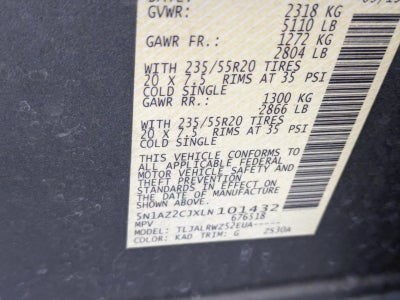 GVWR: 2318 KG
5110 LB
GAWR FR.: 1272 KG
2804 LB
WITH 235/55R20 TIRES
20 X 7.5 RIMS AT 35 PSI
COLD SINGLE
GAWR RR.: 1300 KG
2866 LB
WITH 235/55R20 TIRES
20 X 7.5 RIMS AT 35 PSI
COLD SINGLE
THIS VEHICLE CONFORMS TO
ALL APPLICABLE FEDERAL
MOTOR VEHICLE SAFETY AND
THEFT PREVENTION
STANDARDS IN EFFECT ON
THE DATE OF MANUFACTURE
5N1AZ2CJXLN101432
MPV 676518
MODEL: TLJALRWZS2EUA-----
COLOR: KAD TRIM: G ZS30A